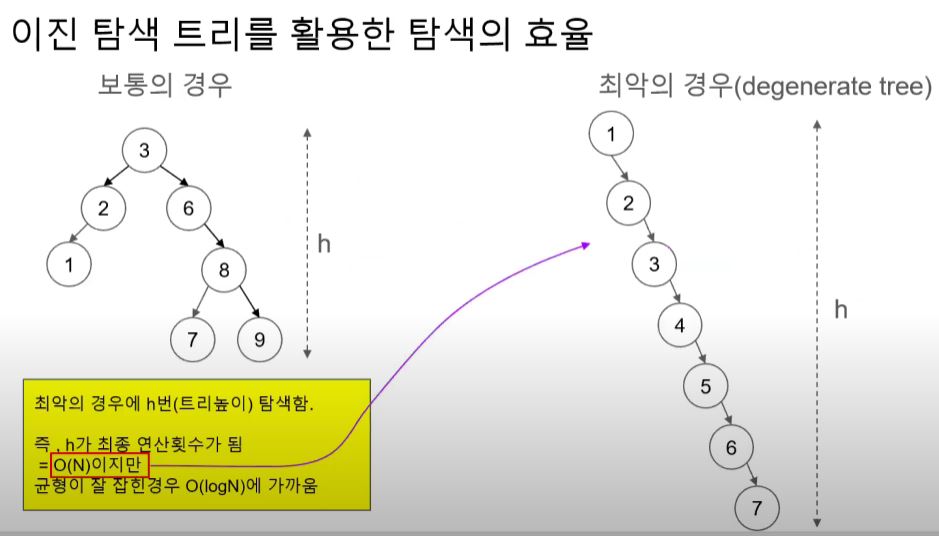 이진 탐색 트리를 활용한 탐색의 효율
보통의 경우
3
2
6
1
8
7
9
h
최악의 경우에 h번(트리높이) 탐색함.
즉 , h가 최종 연산횟수가 됨
= O(N)이지만
균형이 잘 잡힌경우 O(logN)에 가까움
최악의 경우(degenerate tree)
1
2
3
4
5
6
7
h